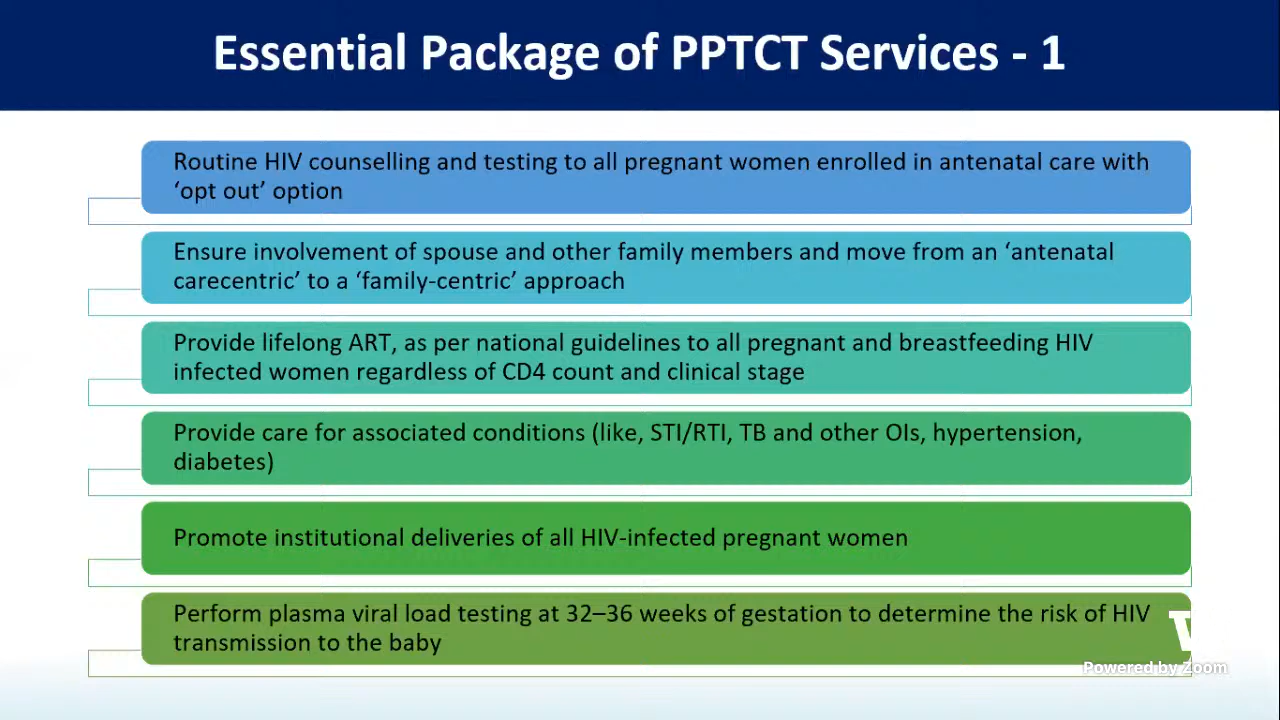 Essential Package of PPTCT Services - 1
Routine HIV counselling and testing to all pregnant women enrolled in antenatal care with
‘opt out’ option
Ensure involvement of spouse and other family members and move from an ‘antenatal
carecentric’ to a ‘family-centric’ approach
Provide lifelong ART, as per national guidelines to all pregnant and breastfeeding HIV
infected women regardless of CD4 count and clinical stage
Provide care for associated conditions (like, STI/RTI, TB and other OIs, hypertension,
diabetes)
Promote institutional deliveries of all HIV-infected pregnant women
Perform plasma viral load testing at 32–36 weeks of gestation to determine the risk of HIV
transmission to the baby
Powered by Zoom